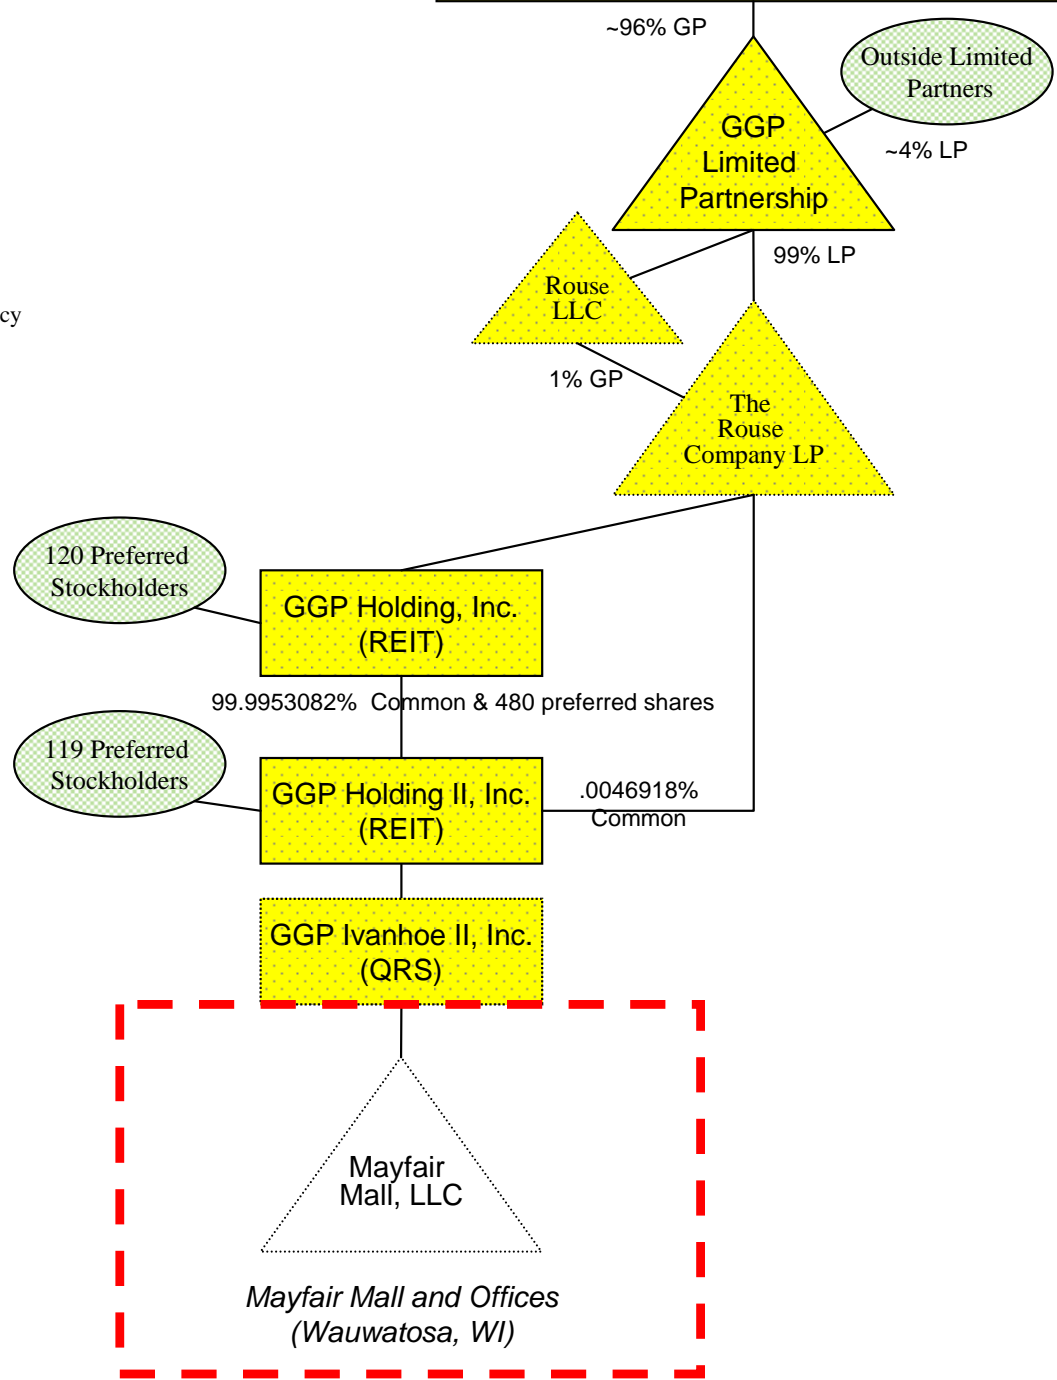 ~96% GP
Outside Limited
Partners
GGP
Limited
Partnership
~4% LP
99% LP
Rouse
LLC
cy
1% GP
The
Rouse
Company LP
120 Preferred
Stockholders
GGP Holding, Inc.
(REIT)
99.9953082% Common & 480 preferred shares
119 Preferred
Stockholders
GGP Holding II, Inc.
(REIT)
.0046918%
Common
GGP Ivanhoe II, Inc.
(QRS)
Mayfair
Mall, LLC
Mayfair Mall and Offices
(Wauwatosa, WI)